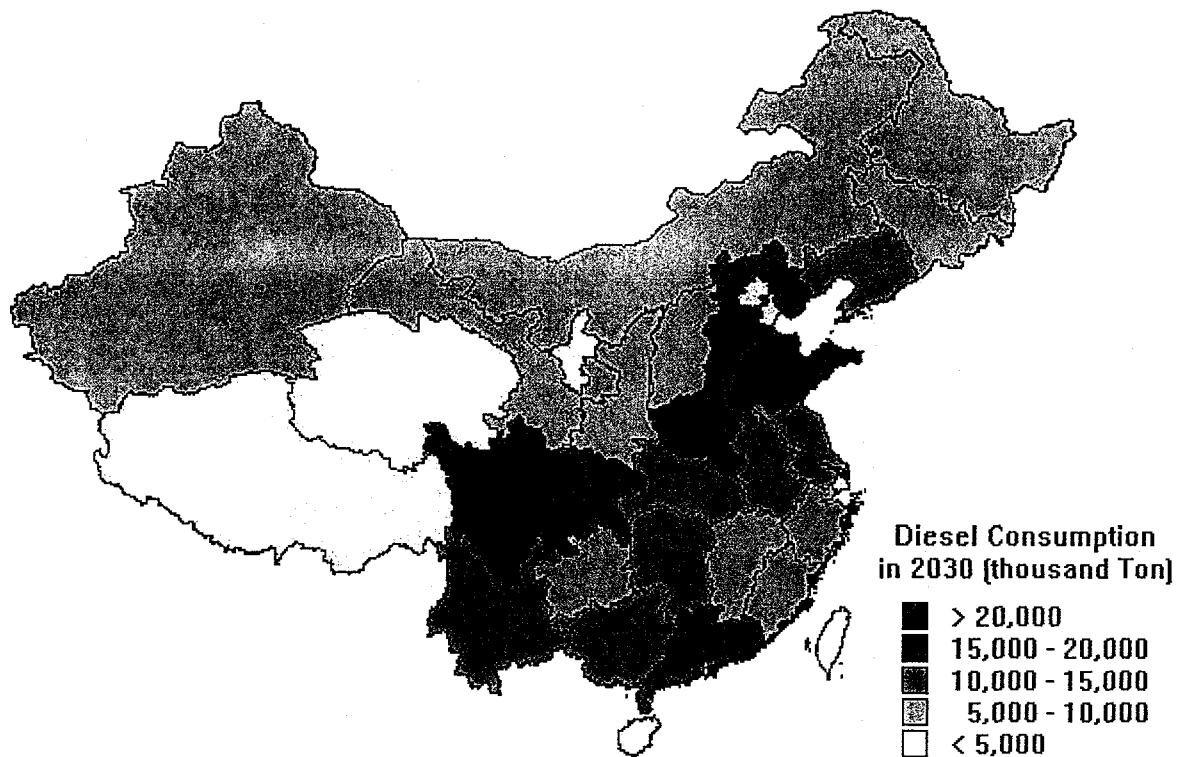 Diesel Consumption
in 2030 (thousand Ton)
> 20,000
15,000 - 20,000
10,000 - 15,000
5,000 - 10,000
< 5,000